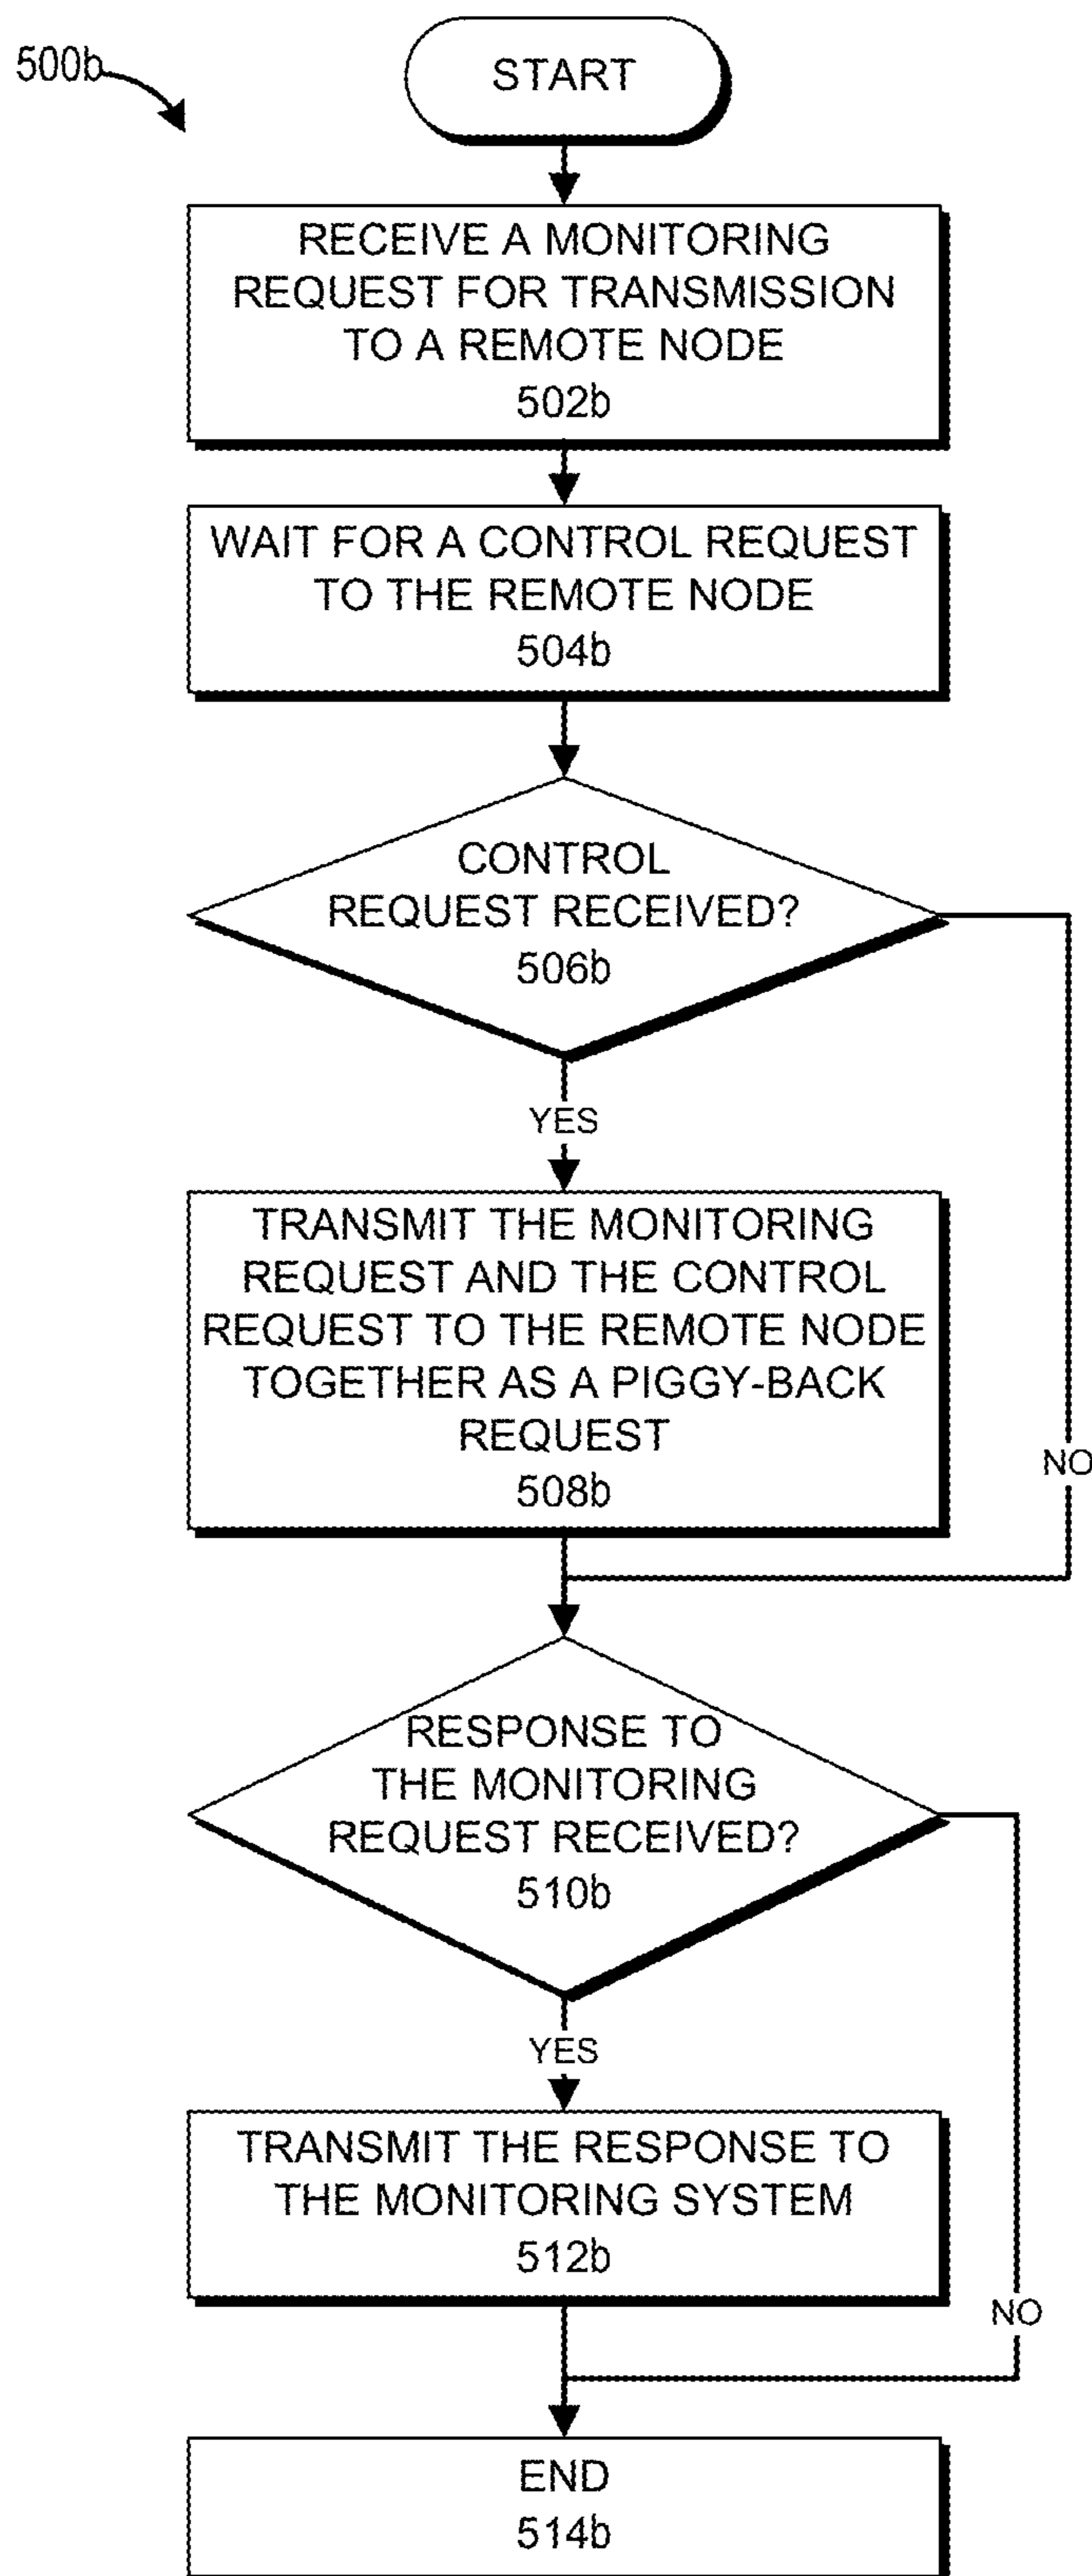 500b
START
RECEIVE A MONITORING
REQUEST FOR TRANSMISSION
TO A REMOTE NODE
502b
WAIT FOR A CONTROL REQUEST
TO THE REMOTE NODE
504b
CONTROL
REQUEST RECEIVED?
506b
YES
TRANSMIT THE MONITORING
REQUEST AND THE CONTROL
REQUEST TO THE REMOTE NODE
TOGETHER AS A PIGGY-BACK
REQUEST
508b
NO
RESPONSE TO
THE MONITORING
REQUEST RECEIVED?
510b
YES
TRANSMIT THE RESPONSE TO
THE MONITORING SYSTEM
512b
NO
END
514b